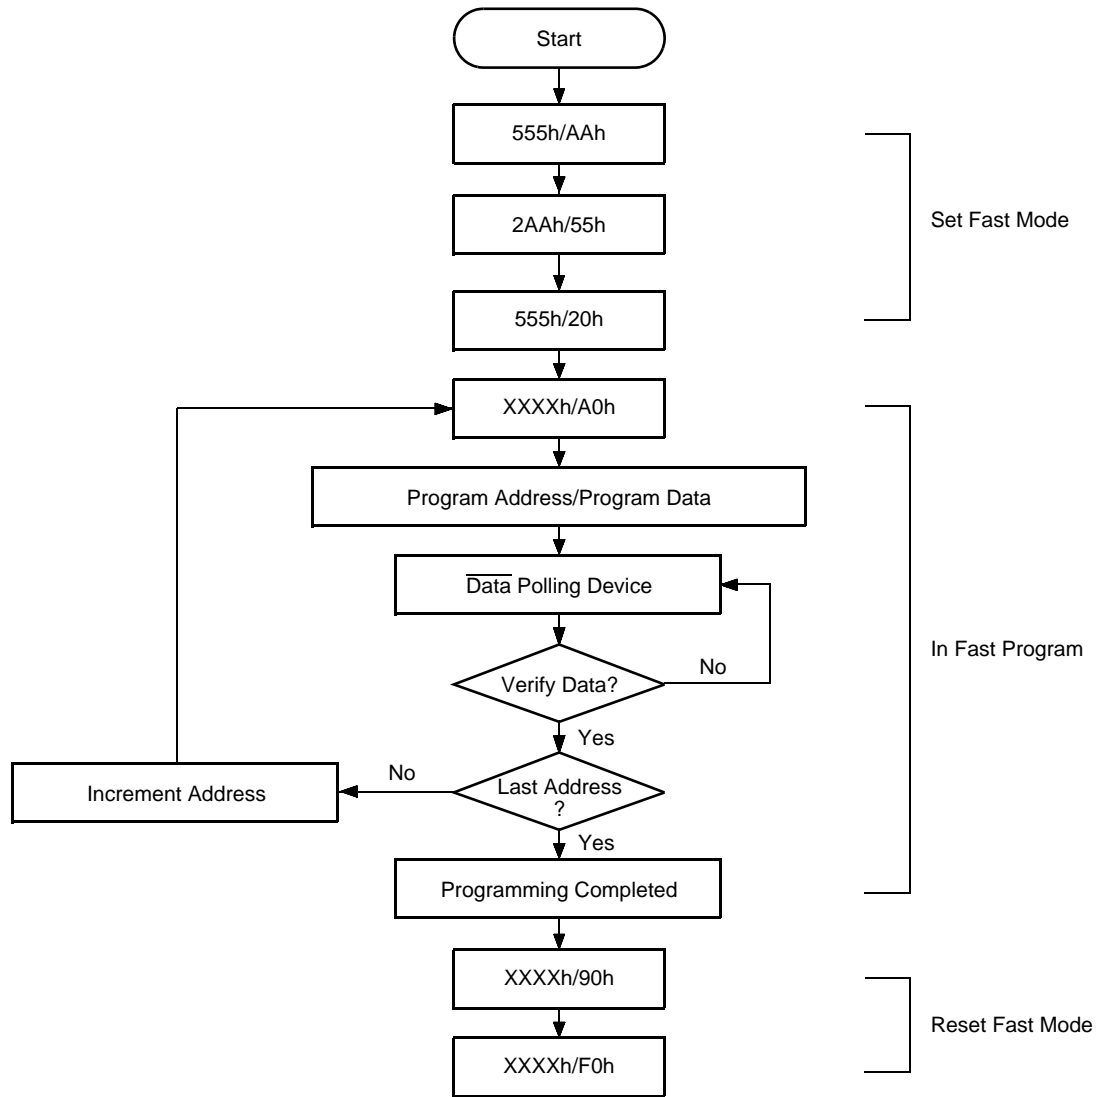 Start
555h/AAh
2AAh/55h
Set Fast Mode
555h/20h
XXXXh/A0h
Program Address/Program Data
Data Polling Device
In Fast Program
Verify Data?
No
Yes
No
Last Address
?
Increment Address
Yes
Programming Completed
XXXXh/90h
Reset Fast Mode
XXXXh/F0h